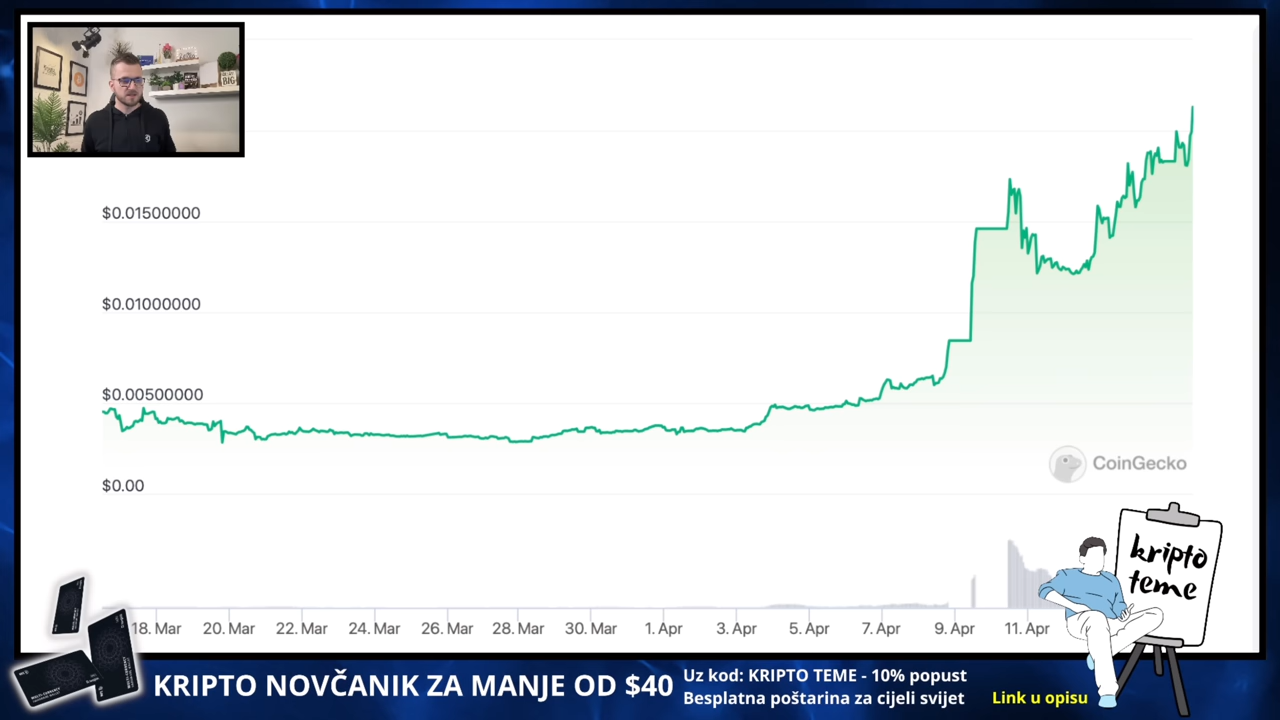 BIG
$0.01500000
$0.01000000
$0.00500000
CoinGecko
$0.00
kripto
teme
18. Mar
20. Mar
22. Mar
24. Mar
26. Mar
28. Mar
30. Mar
1. Apr
3. Apr
5. Apr
7. Apr
9. Apr
11. Apr
KRIPTO NOVČANIK ZA MANJE OD $40
Uz kod: KRIPTO TEME - 10% popust
Besplatna poštarina za cijeli svijet
Link u opisu